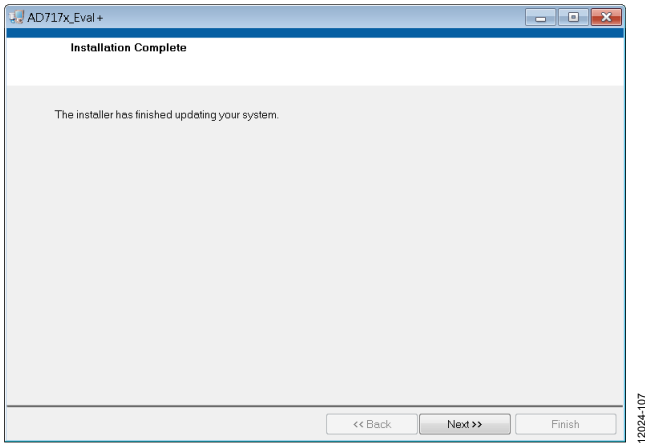 AD717x_Eval +
Installation Complete
The installer has finished updating your system.
<< Back
Next >>
Finish
12024-107